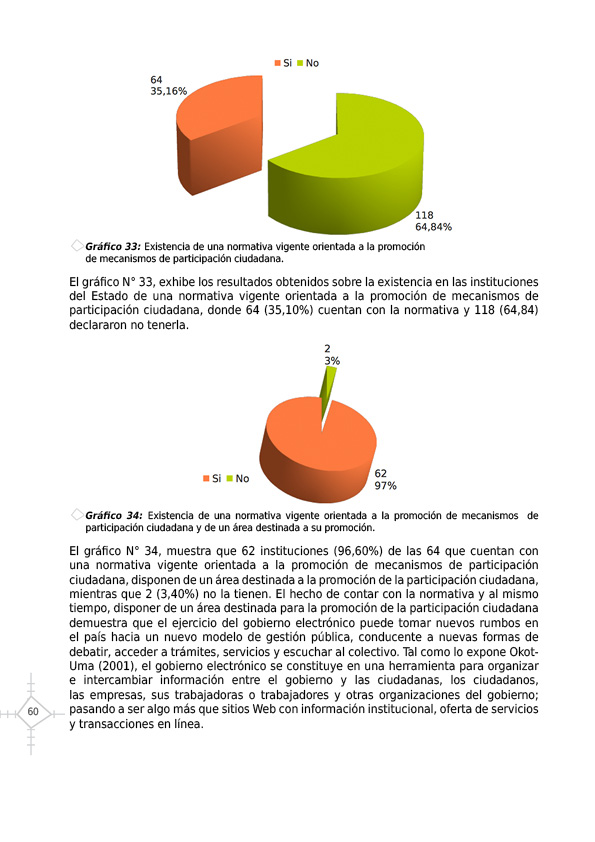 Si No
64
35,16%
118
64,84%
Gráfico 33: Existencia de una normativa vigente orientada a la promoción
de mecanismos de participación ciudadana.
El gráfico N° 33, exhibe los resultados obtenidos sobre la existencia en las instituciones
del Estado de una normativa vigente orientada a la promoción de mecanismos de
participación ciudadana, donde 64 (35,10%) cuentan con la normativa y 118 (64,84)
declararon no tenerla.
2
3%
62
97%
Si No
Gráfico 34: Existencia de una normativa vigente orientada a la promoción de mecanismos de
participación ciudadana y de un área destinada a su promoción.
El gráfico N° 34, muestra que 62 instituciones (96,60%) de las 64 que cuentan con
una normativa vigente orientada a la promoción de mecanismos de participación
ciudadana, disponen de un área destinada a la promoción de la participación ciudadana,
mientras que 2 (3,40%) no la tienen. El hecho de contar con la normativa y al mismo
tiempo, disponer de un área destinada para la promoción de la participación ciudadana
demuestra que el ejercicio del gobierno electrónico puede tomar nuevos rumbos en
el país hacia un nuevo modelo de gestión pública, conducente a nuevas formas de
debatir, acceder a trámites, servicios y escuchar al colectivo. Tal como lo expone Okot-
Uma (2001), el gobierno electrónico se constituye en una herramienta para organizar
e intercambiar información entre el gobierno y las ciudadanas, los ciudadanos,
las empresas, sus trabajadoras o trabajadores y otras organizaciones del gobierno;
pasando a ser algo más que sitios Web con información institucional, oferta de servicios
y transacciones en línea.
60